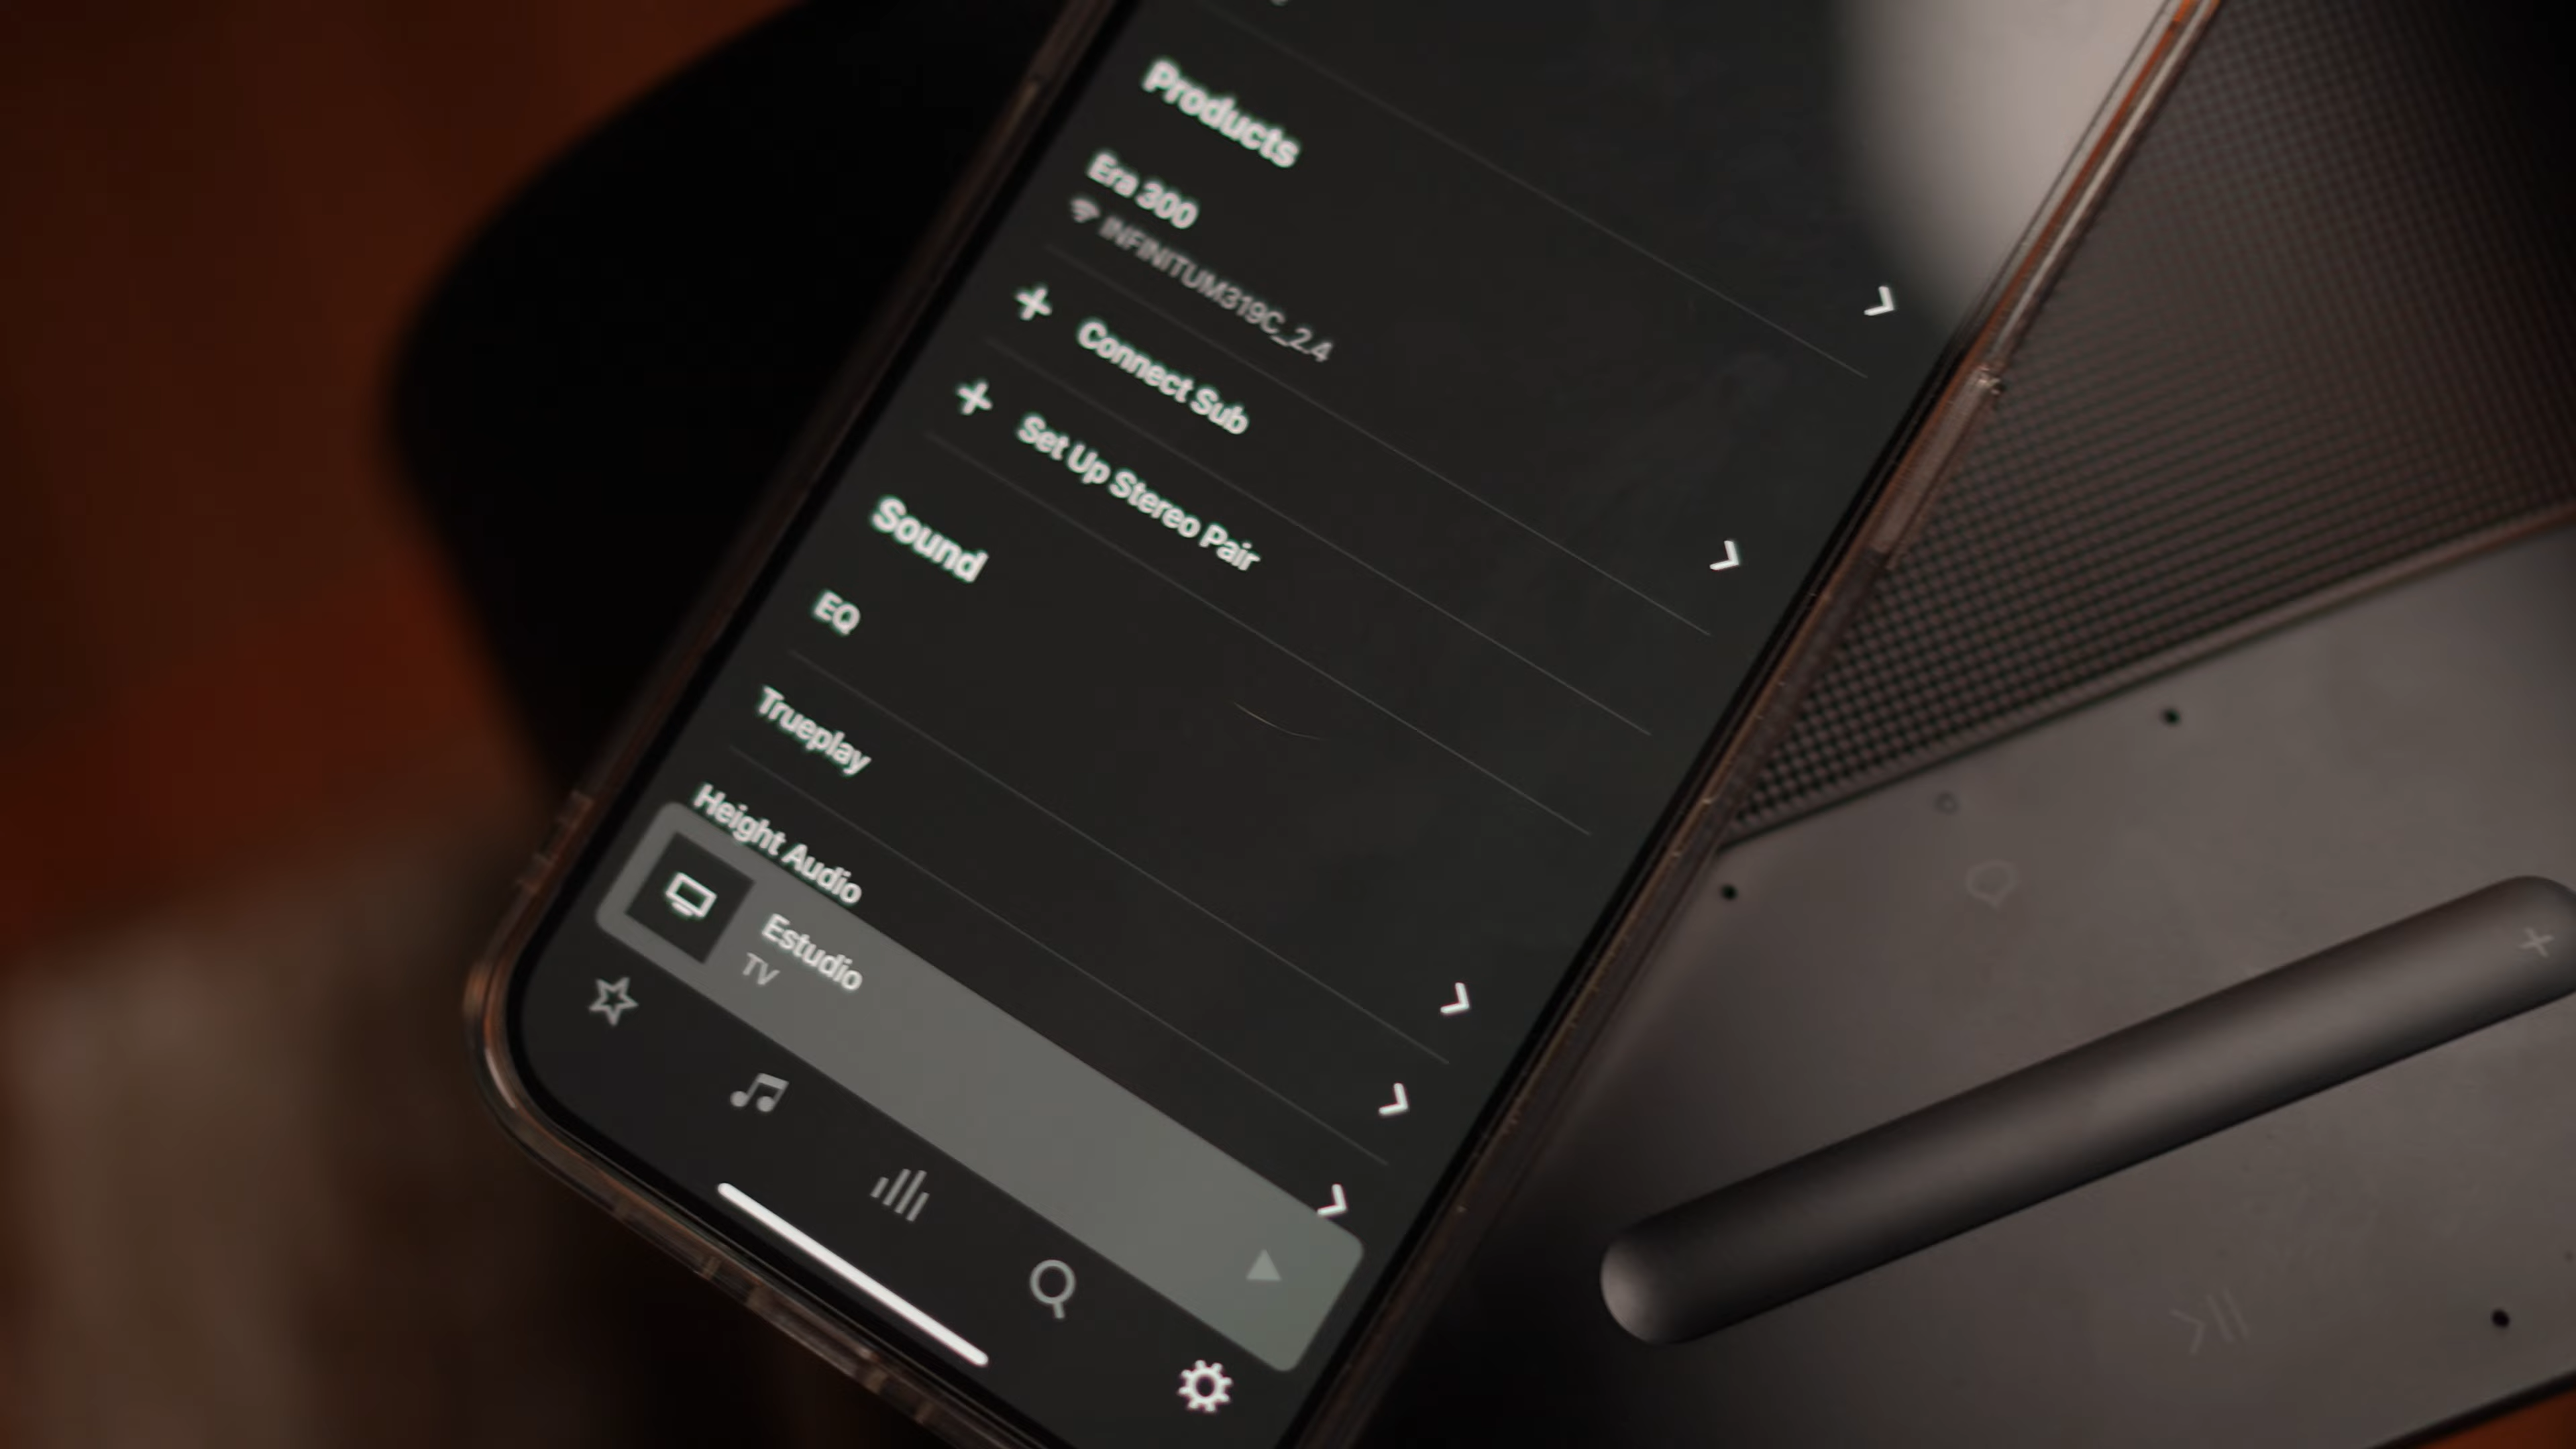 Products
Era 300
INFINITUM319C_2.4
Connect Sub
Set Up Stereo Pair
Sound
EQ
Trueplay
Height Audio
Estudio
TV